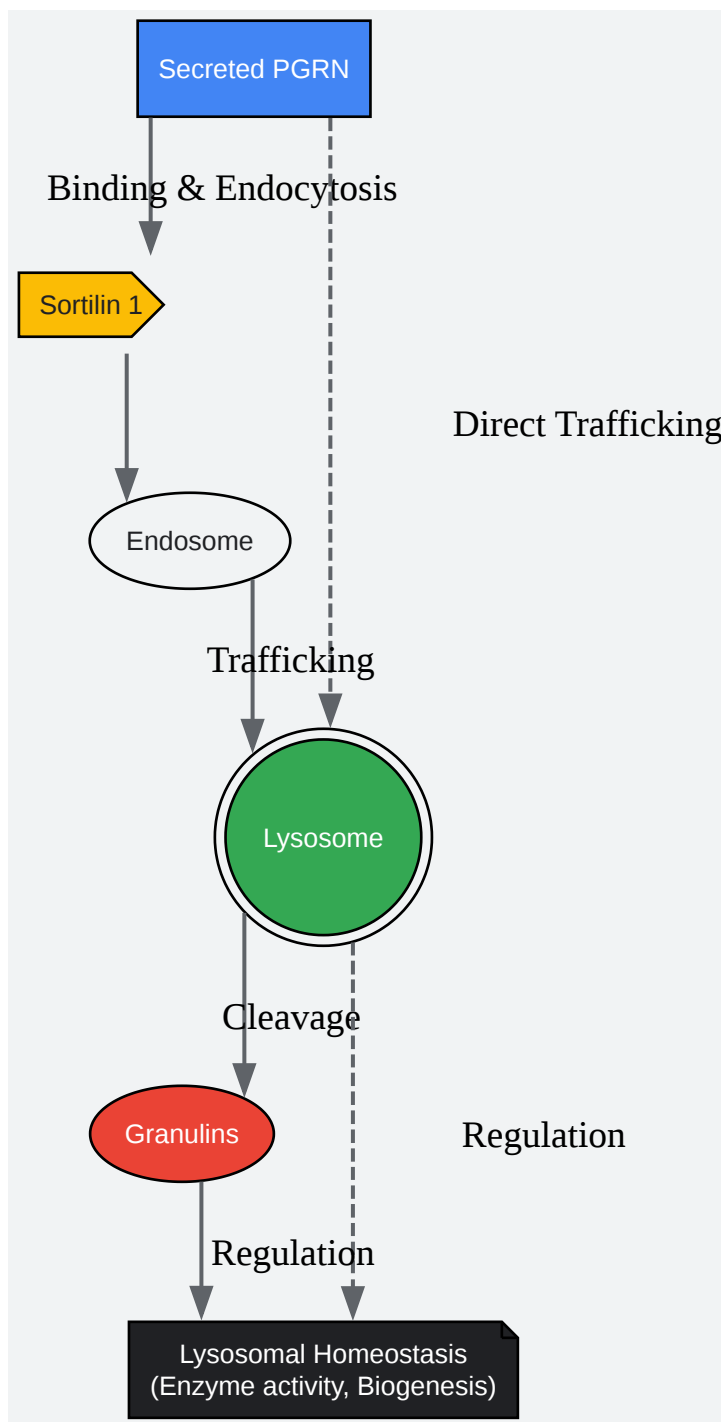 Secreted PGRN
Binding & Endocytosis
Sortilin 1
Direct Trafficking
Endosome
Trafficking
Lysosome
Cleavage
Granulins
Regulation
Regulation
Lysosomal Homeostasis
(Enzyme activity, Biogenesis)